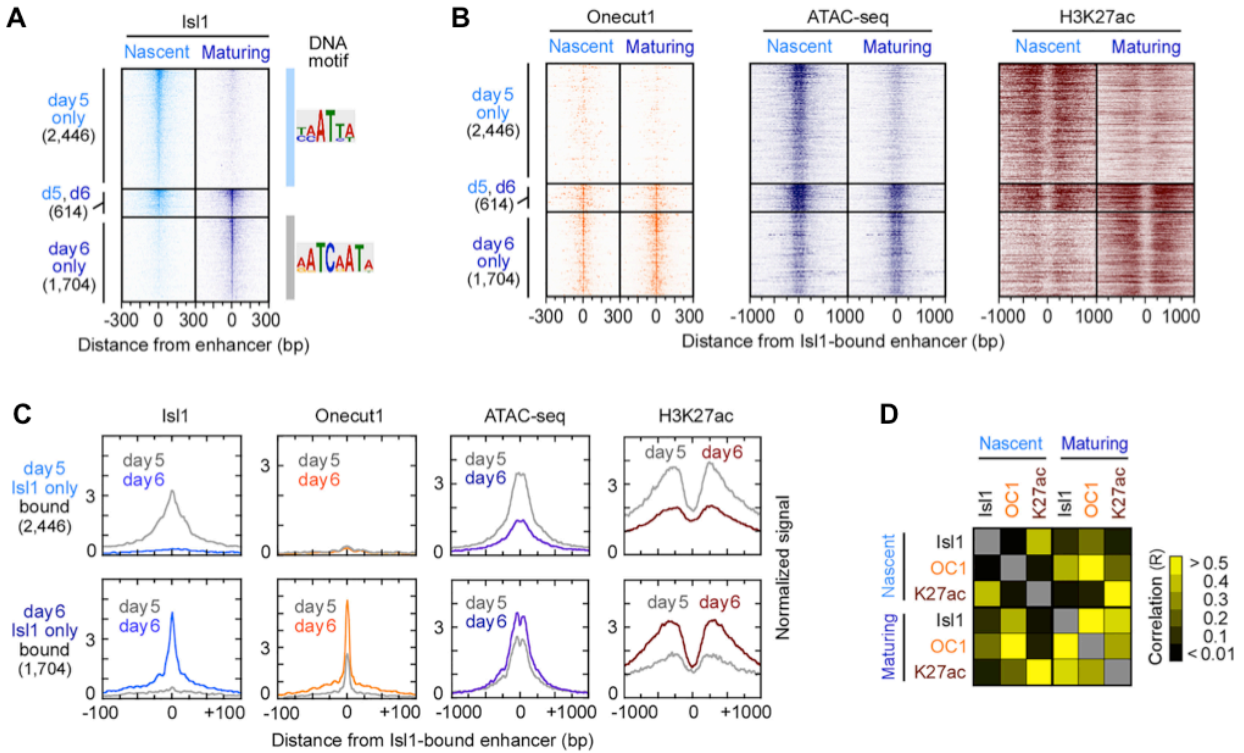 A
Isl1
Nascent Maturing
DNA
motif
day 5
only
(2,446)
d5, d6
(614)
day 6
only
(1,704)
-300 0 300 0 300
Distance from enhancer (bp)
B
Onecut1 ATAC-seq H3K27ac
Nascent Maturing Nascent Maturing Nascent Maturing
day 5
only
(2,446)
d5, d6
(614)
day 6
only
(1,704)
-300 0 300 0 300 -1000 0 1000 0 1000 -1000 0 1000 0 1000
Distance from Isl1-bound enhancer (bp)
C
Isl1 Onecut1 ATAC-seq H3K27ac
day 5
Isl1 only
bound
(2,446)
3
0
day 5
day 6
3
0
day 5
day 6
3
0
day 5
day 6
3
0
day 5 day 6
day 6
Isl1 only
bound
(1,704)
3
0
day 5
day 6
3
0
day 5
day 6
3
0
day 5
day 6
3
0
day 5 day 6
-100 0 +100 -100 0 +100 -1000 0 +1000 -1000 0 +1000
Distance from Isl1-bound enhancer (bp)
Normalized signal
D
Nascent Maturing
Isl1 OC1 K27ac Isl1 OC1 K27ac
Nascent
Isl1
OC1
K27ac
Maturing
Isl1
OC1
K27ac
> 0.5
0.4
0.3
0.2
0.1
< 0.01
Correlation (R)